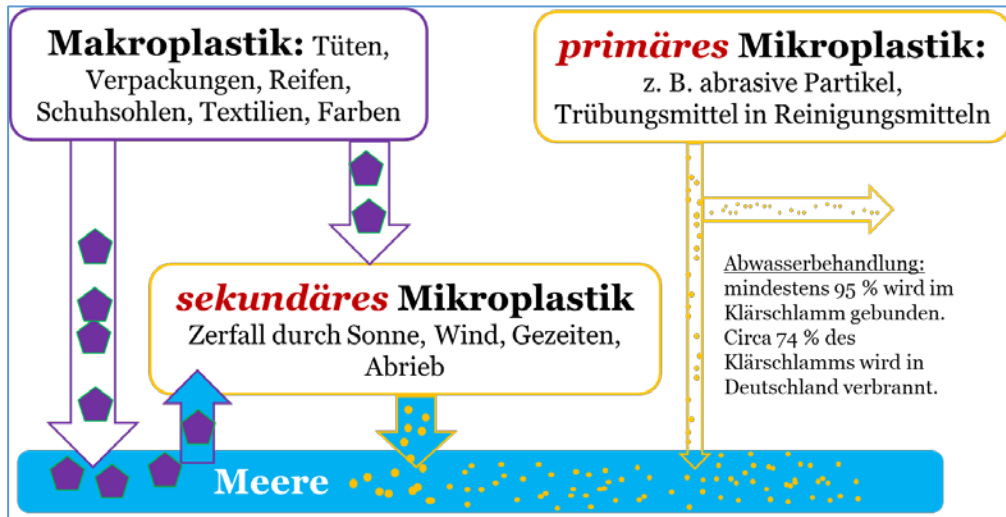 Makroplastik: Tüten,
Verpackungen, Reifen,
Schuhsohlen, Textilien, Farben
primäres Mikroplastik:
z. B. abrasive Partikel,
Trübungsmittel in Reinigungsmitteln
sekundäres Mikroplastik
Zerfall durch Sonne, Wind, Gezeiten,
Abrieb
Abwasserbehandlung:
mindestens 95 % wird im
Klärschlamm gebunden.
Circa 74 % des
Klärschlamms wird in
Deutschland verbrannt.
Meere